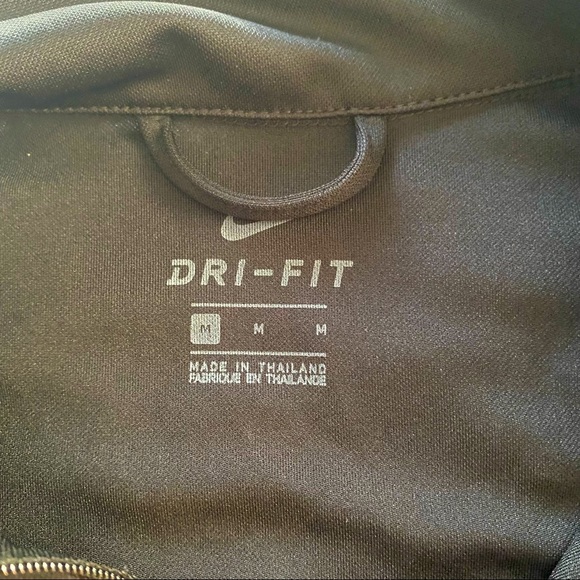 DRI-FIT
M M M
MADE IN THAILAND
FABRIQUE EN THAILANDE